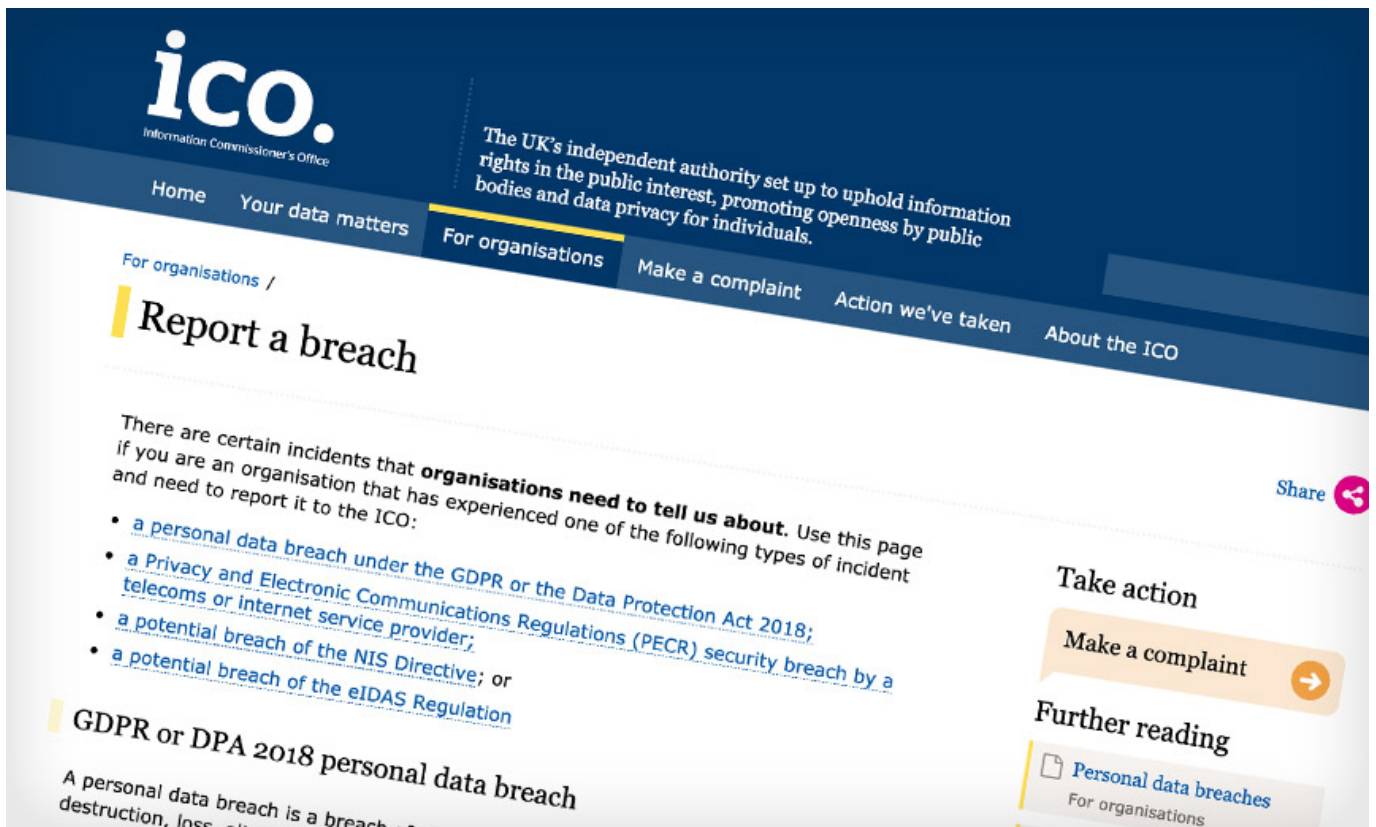 ico.
Information Commissioner's Office
The UK's independent authority set up to uphold information
rights in the public interest, promoting openness by public
bodies and data privacy for individuals.
Home
Your data matters
For organisations
Make a complaint
Action we've taken
About the ICO
For organisations /
Report a breach
There are certain incidents that organisations need to tell us about. Use this page
if you are an organisation that has experienced one of the following types of incident
and need to report it to the ICO:
• a personal data breach under the GDPR or the Data Protection Act 2018;
• a Privacy and Electronic Communications Regulations (PECR) security breach by a
telecoms or internet service provider;
• a potential breach of the NIS Directive; or
• a potential breach of the eIDAS Regulation
GDPR or DPA 2018 personal data breach
A personal data breach is a breach
destruction, loss,
Share
Take action
Make a complaint
Further reading
Personal data breaches
For organisations